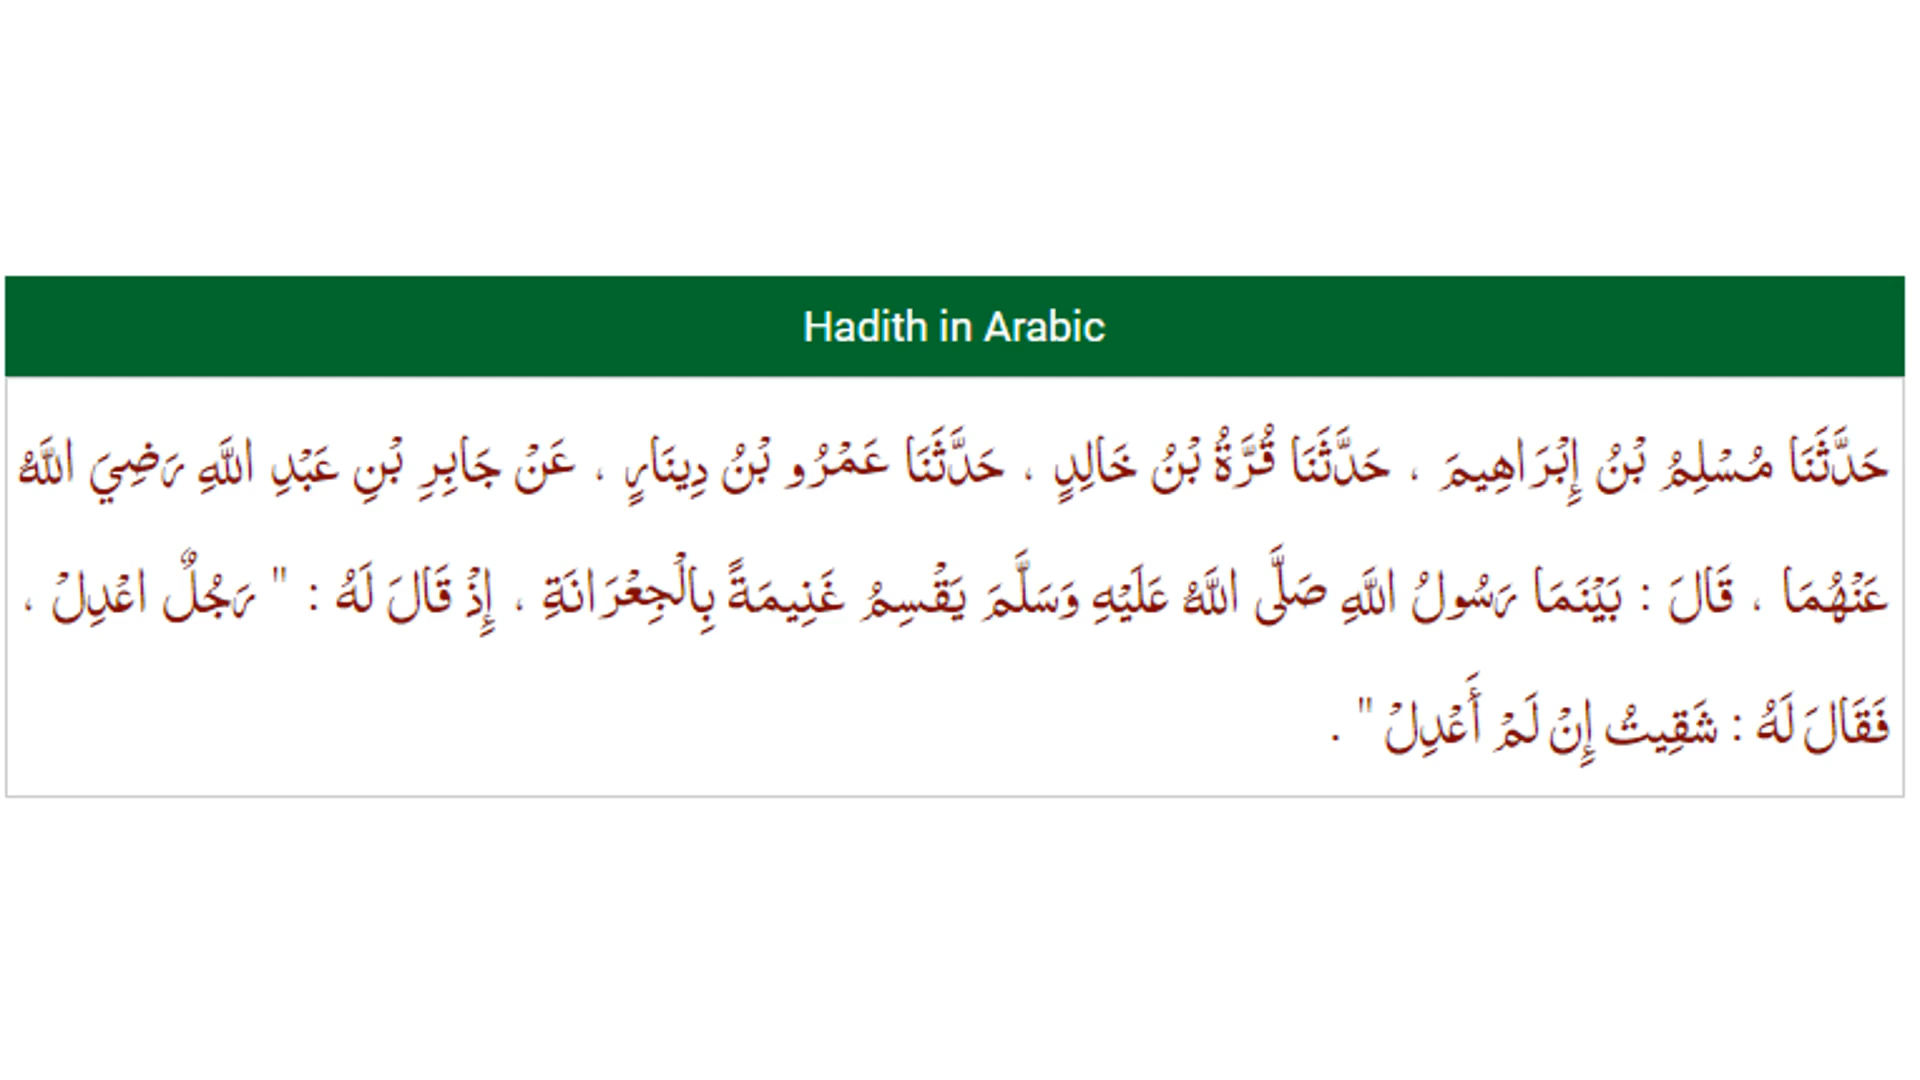 Hadith in Arabic
حَدَّثَنَا مُسْلِمُ بْنُ إِبْرَاهِيمَ ، حَدَّثَنَا قُرَّةُ بْنُ خَالِدٍ ، حَدَّثَنَا عَمْرُو بْنُ دِينَارٍ ، عَنْ جَابِرِ بْنِ عَبْدِ اللَّهِ رَضِيَ اللَّهُ
عَنْهُمَا ، قَالَ : بَيْنَمَا رَسُولُ اللَّهِ صَلَّى اللَّهُ عَلَيْهِ وَسَلَّمَ يَقْسِمُ غَنِيمَةً بِالْجِعْرَانَةِ ، إِذْ قَالَ لَهُ : " رَجُلٌ اعْدِلْ ،
فَقَالَ لَهُ : شَقِيتُ إِنْ لَمْ أَعْدِلْ " .